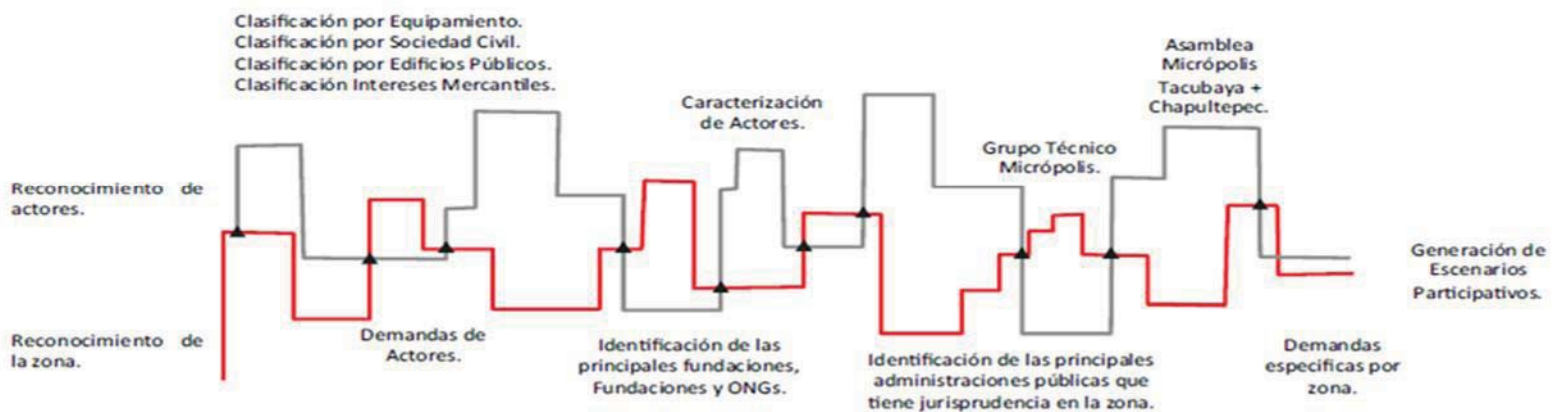 Clasificación por Equipamiento.
Clasificación por Sociedad Civil.
Clasificación por Edificios Públicos.
Clasificación Intereses Mercantiles.
Asamblea
Micrópolis
Tacubaya +
Chapultepec.
Caracterización
de Actores.
Grupo Técnico
Micrópolis.
Reconocimiento de
actores.
Generación de
Escenarios
Participativos.
Reconocimiento de
la zona.
Demandas de
Actores.
Identificación de las
principales fundaciones,
Fundaciones y ONGs.
Identificación de las principales
administraciones públicas que
tiene jurisprudencia en la zona.
Demandas
especificas por
zona.